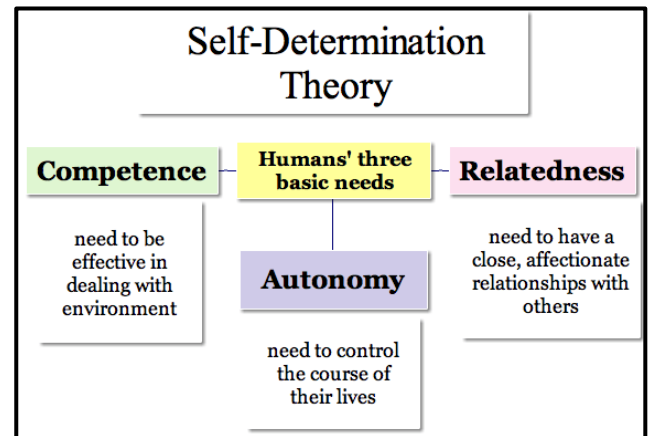 Self-Determination
Theory
Competence
Humans' three
basic needs
Relatedness
need to be
effective in
dealing with
environment
Autonomy
need to have a
close, affectionate
relationships with
others
need to control
the course of
their lives